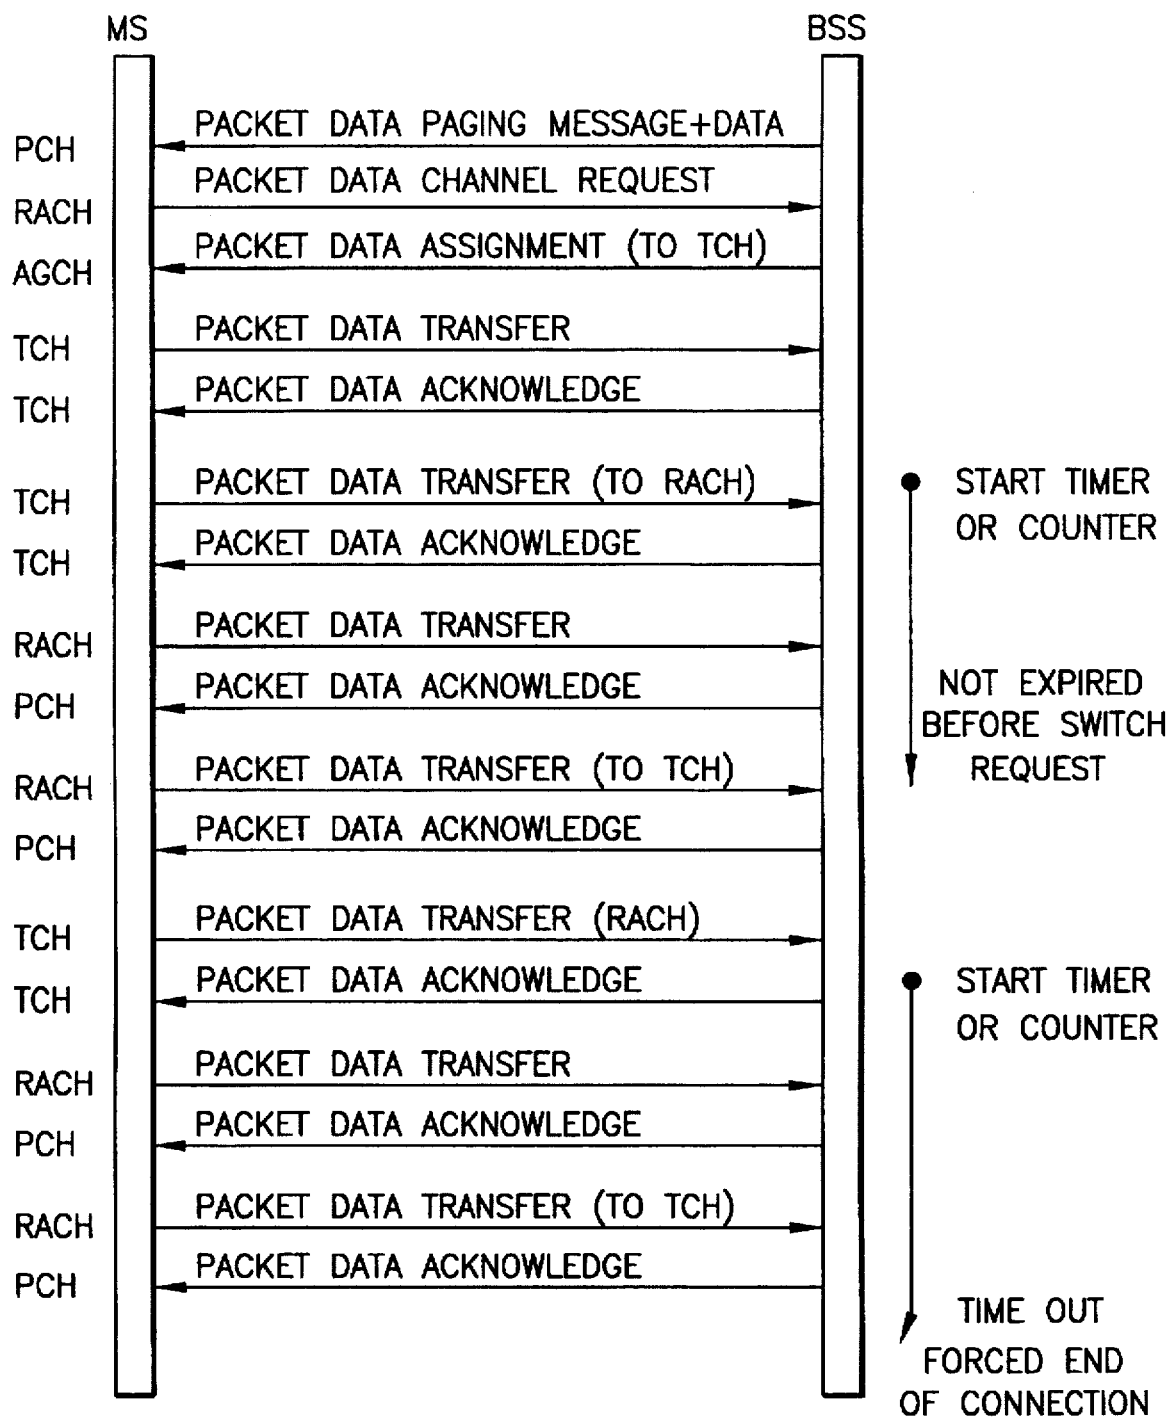 MS BSS
PACKET DATA PAGING MESSAGE+DATA
PCH
PACKET DATA CHANNEL REQUEST
RACH
PACKET DATA ASSIGNMENT (TO TCH)
AGCH
PACKET DATA TRANSFER
TCH
PACKET DATA ACKNOWLEDGE
TCH
PACKET DATA TRANSFER (TO RACH)
TCH
START TIMER
OR COUNTER
PACKET DATA ACKNOWLEDGE
TCH
PACKET DATA TRANSFER
RACH
PACKET DATA ACKNOWLEDGE
PCH
NOT EXPIRED
BEFORE SWITCH
REQUEST
PACKET DATA TRANSFER (TO TCH)
RACH
PACKET DATA ACKNOWLEDGE
PCH
PACKET DATA TRANSFER (RACH)
TCH
PACKET DATA ACKNOWLEDGE
TCH
START TIMER
OR COUNTER
PACKET DATA TRANSFER
RACH
PACKET DATA ACKNOWLEDGE
PCH
PACKET DATA TRANSFER (TO TCH)
RACH
PACKET DATA ACKNOWLEDGE
PCH
TIME OUT
FORCED END
OF CONNECTION